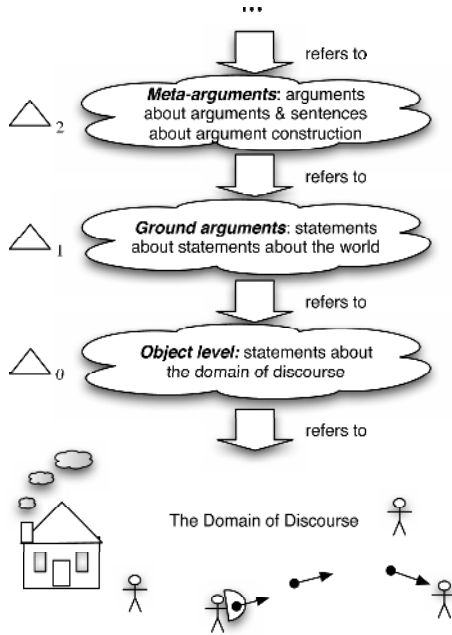 ...
refers to
Meta-arguments: arguments
about arguments & sentences
about argument construction
△2
refers to
Ground arguments: statements
about statements about the world
△1
refers to
Object level: statements about
the domain of discourse
△0
refers to
The Domain of Discourse